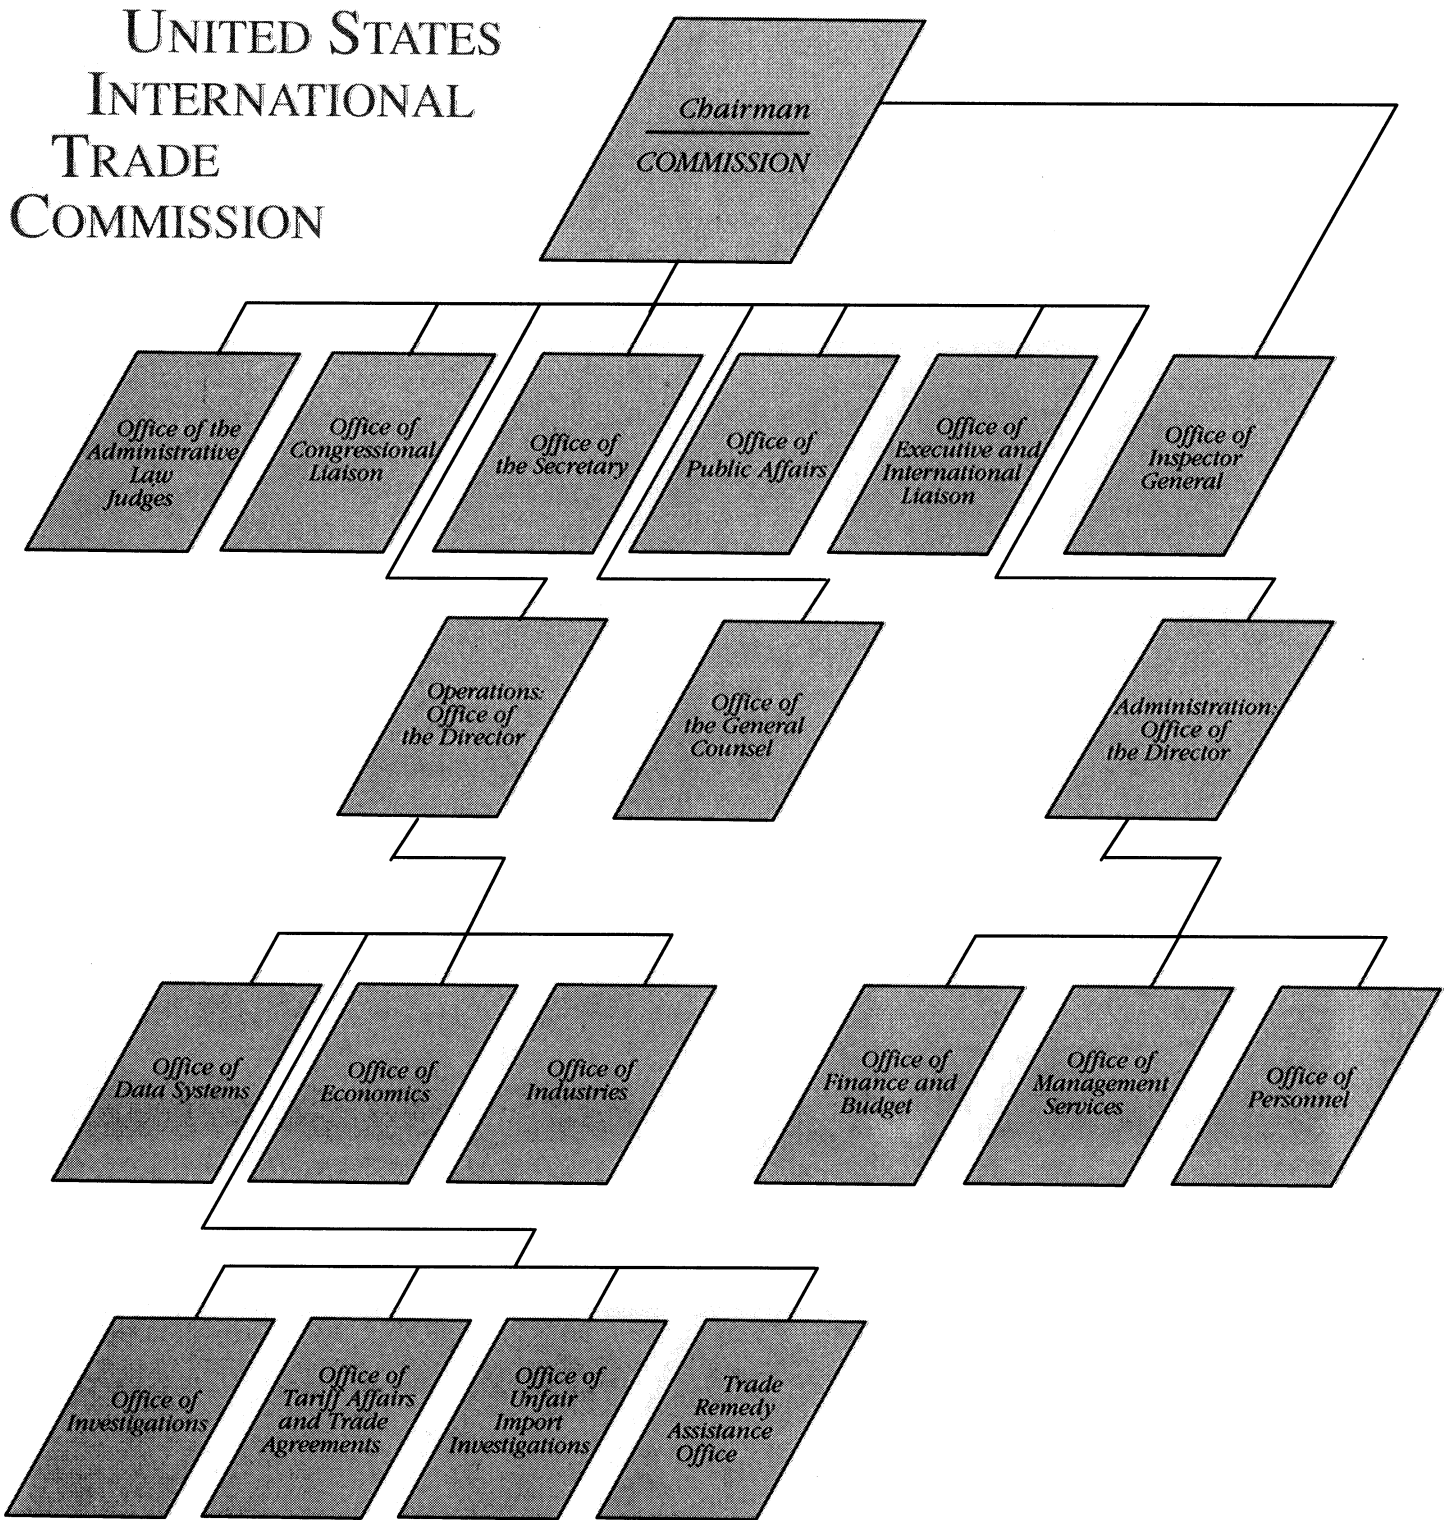 UNITED STATES
INTERNATIONAL
TRADE
COMMISSION
Chairman
COMMISSION
Office of the
Administrative
Law
Judges
Office of
Congressional
Liaison
Office of
the Secretary
Office of
Public Affairs
Office of
Executive and
International
Liaison
Office of
Inspector
General
Operations:
Office of
the Director
Office of
the General
Counsel
Administration:
Office of
the Director
Office of
Data Systems
Office of
Economics
Office of
Industries
Office of
Finance and
Budget
Office of
Management
Services
Office of
Personnel
Office of
Investigations
Office of
Tariff Affairs
and Trade
Agreements
Office of
Unfair
Import
Investigations
Trade
Remedy
Assistance
Office